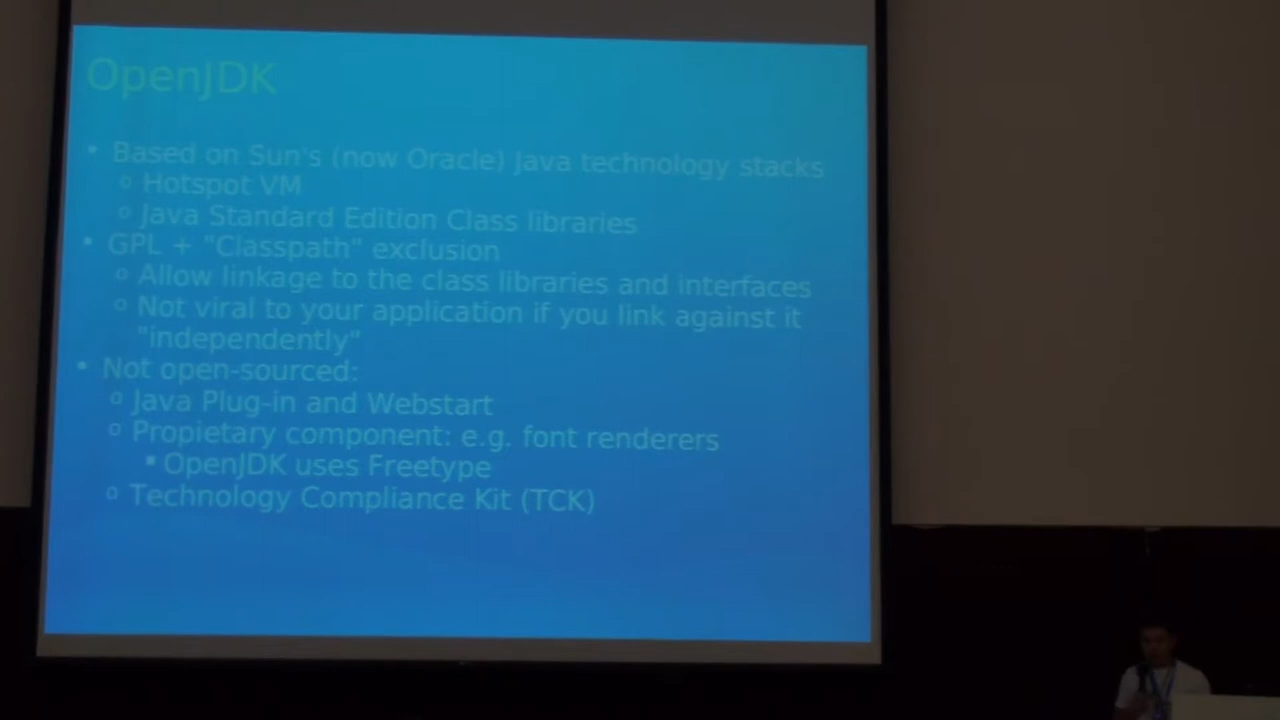 OpenJDK
• Based on Sun's (now Oracle) Java technology stacks
o Hotspot VM
o Java Standard Edition Class libraries
• GPL + "Classpath" exclusion
o Allow linkage to the class libraries and interfaces
o Not viral to your application if you link against it
"independently"
• Not open-sourced:
o Java Plug-in and Webstart
o Propietary component: e.g. font renderers
▪ OpenJDK uses Freetype
o Technology Compliance Kit (TCK)